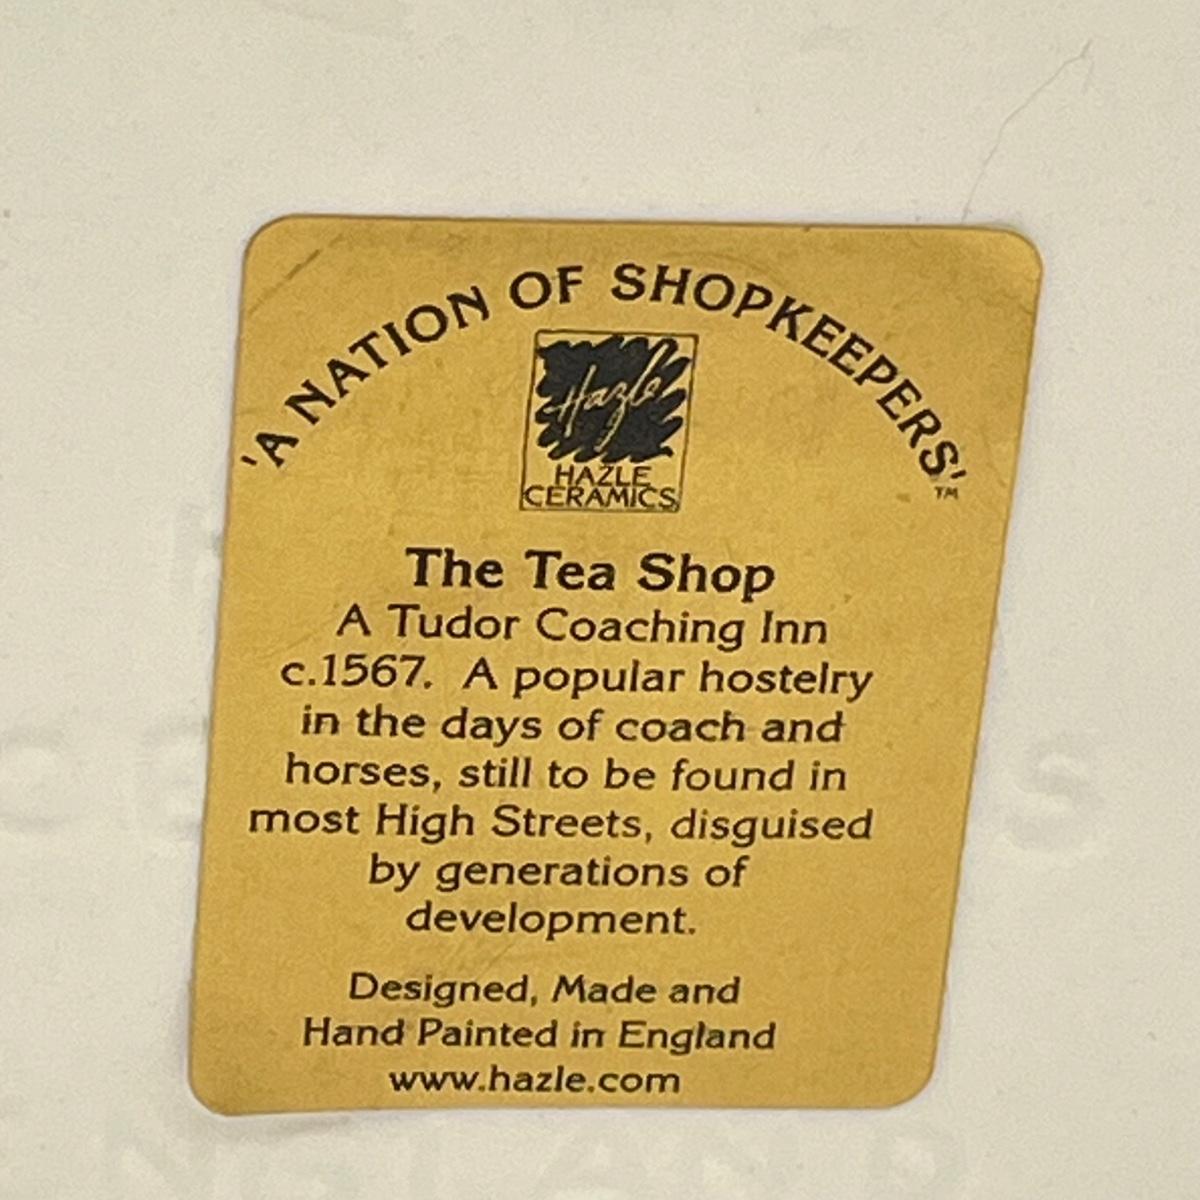 'A NATION OF SHOPKEEPERS'™
Hazle
HAZLE
CERAMICS
The Tea Shop
A Tudor Coaching Inn
c.1567. A popular hostelry
in the days of coach and
horses, still to be found in
most High Streets, disguised
by generations of
development.
Designed, Made and
Hand Painted in England
www.hazle.com